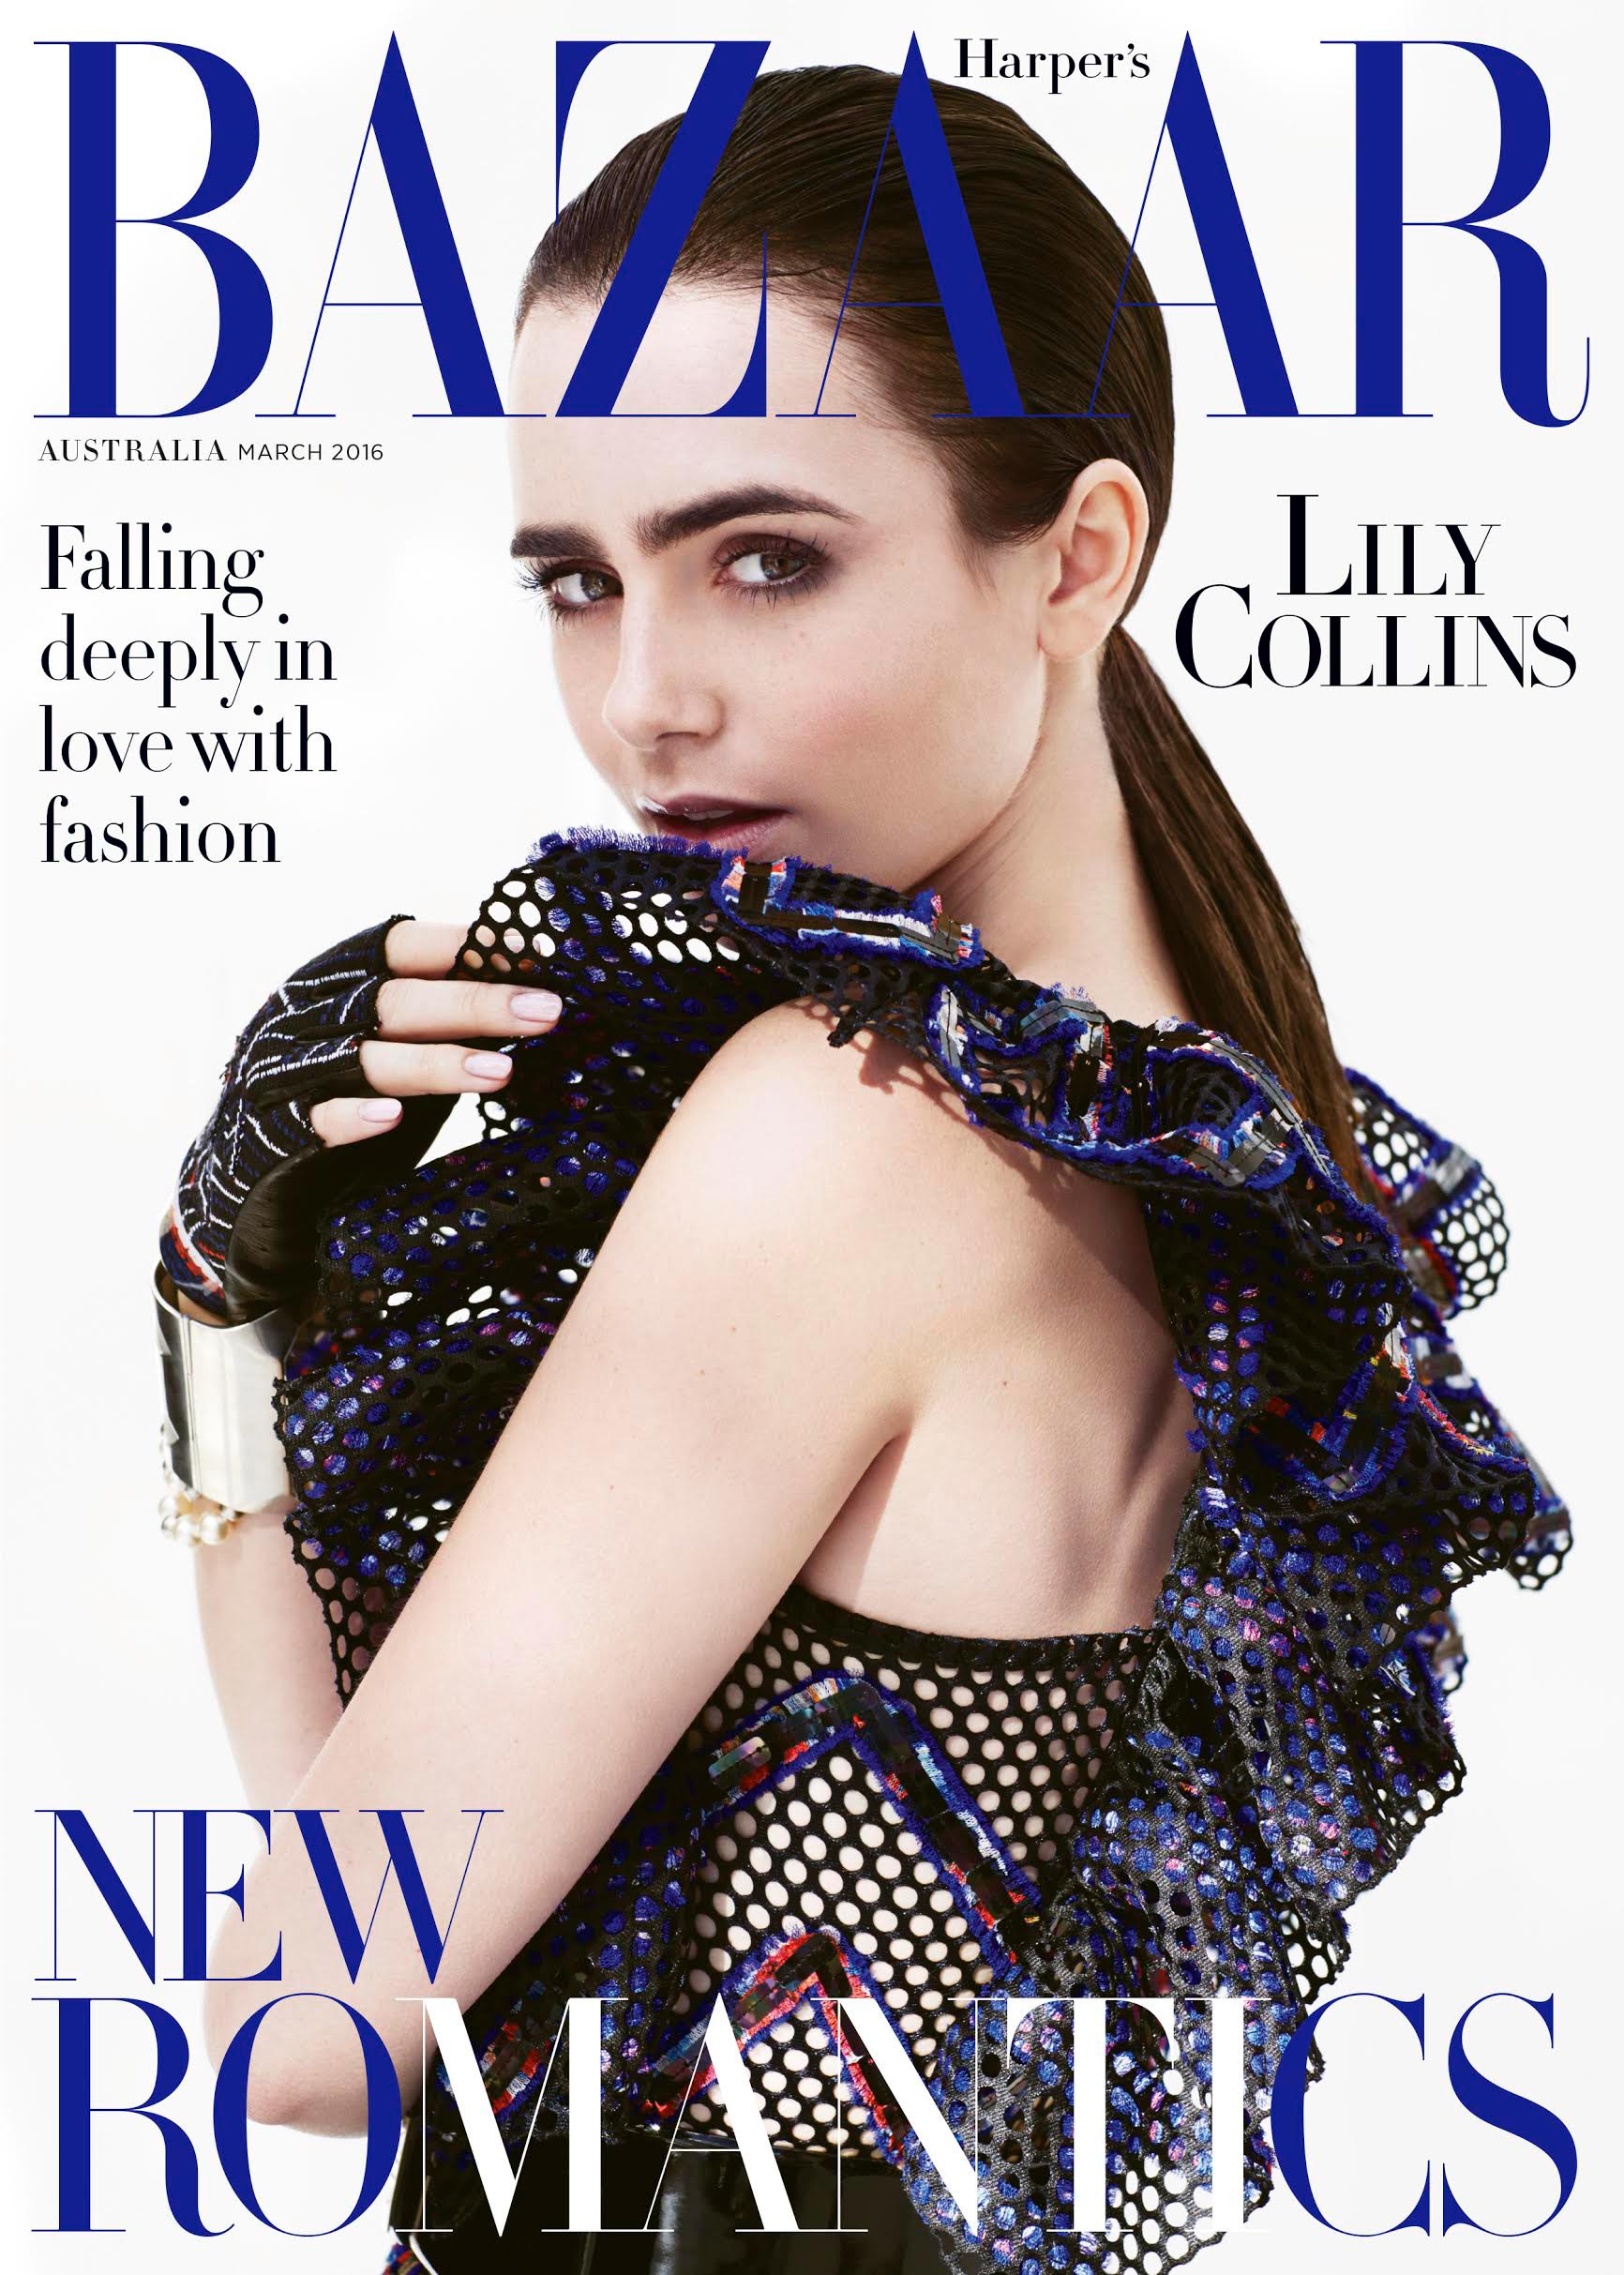 Harper's
BAZAAR
AUSTRALIA MARCH 2016
Falling
deeply in
love with
fashion
LILY
COLLINS
NEW
ROMANTICS